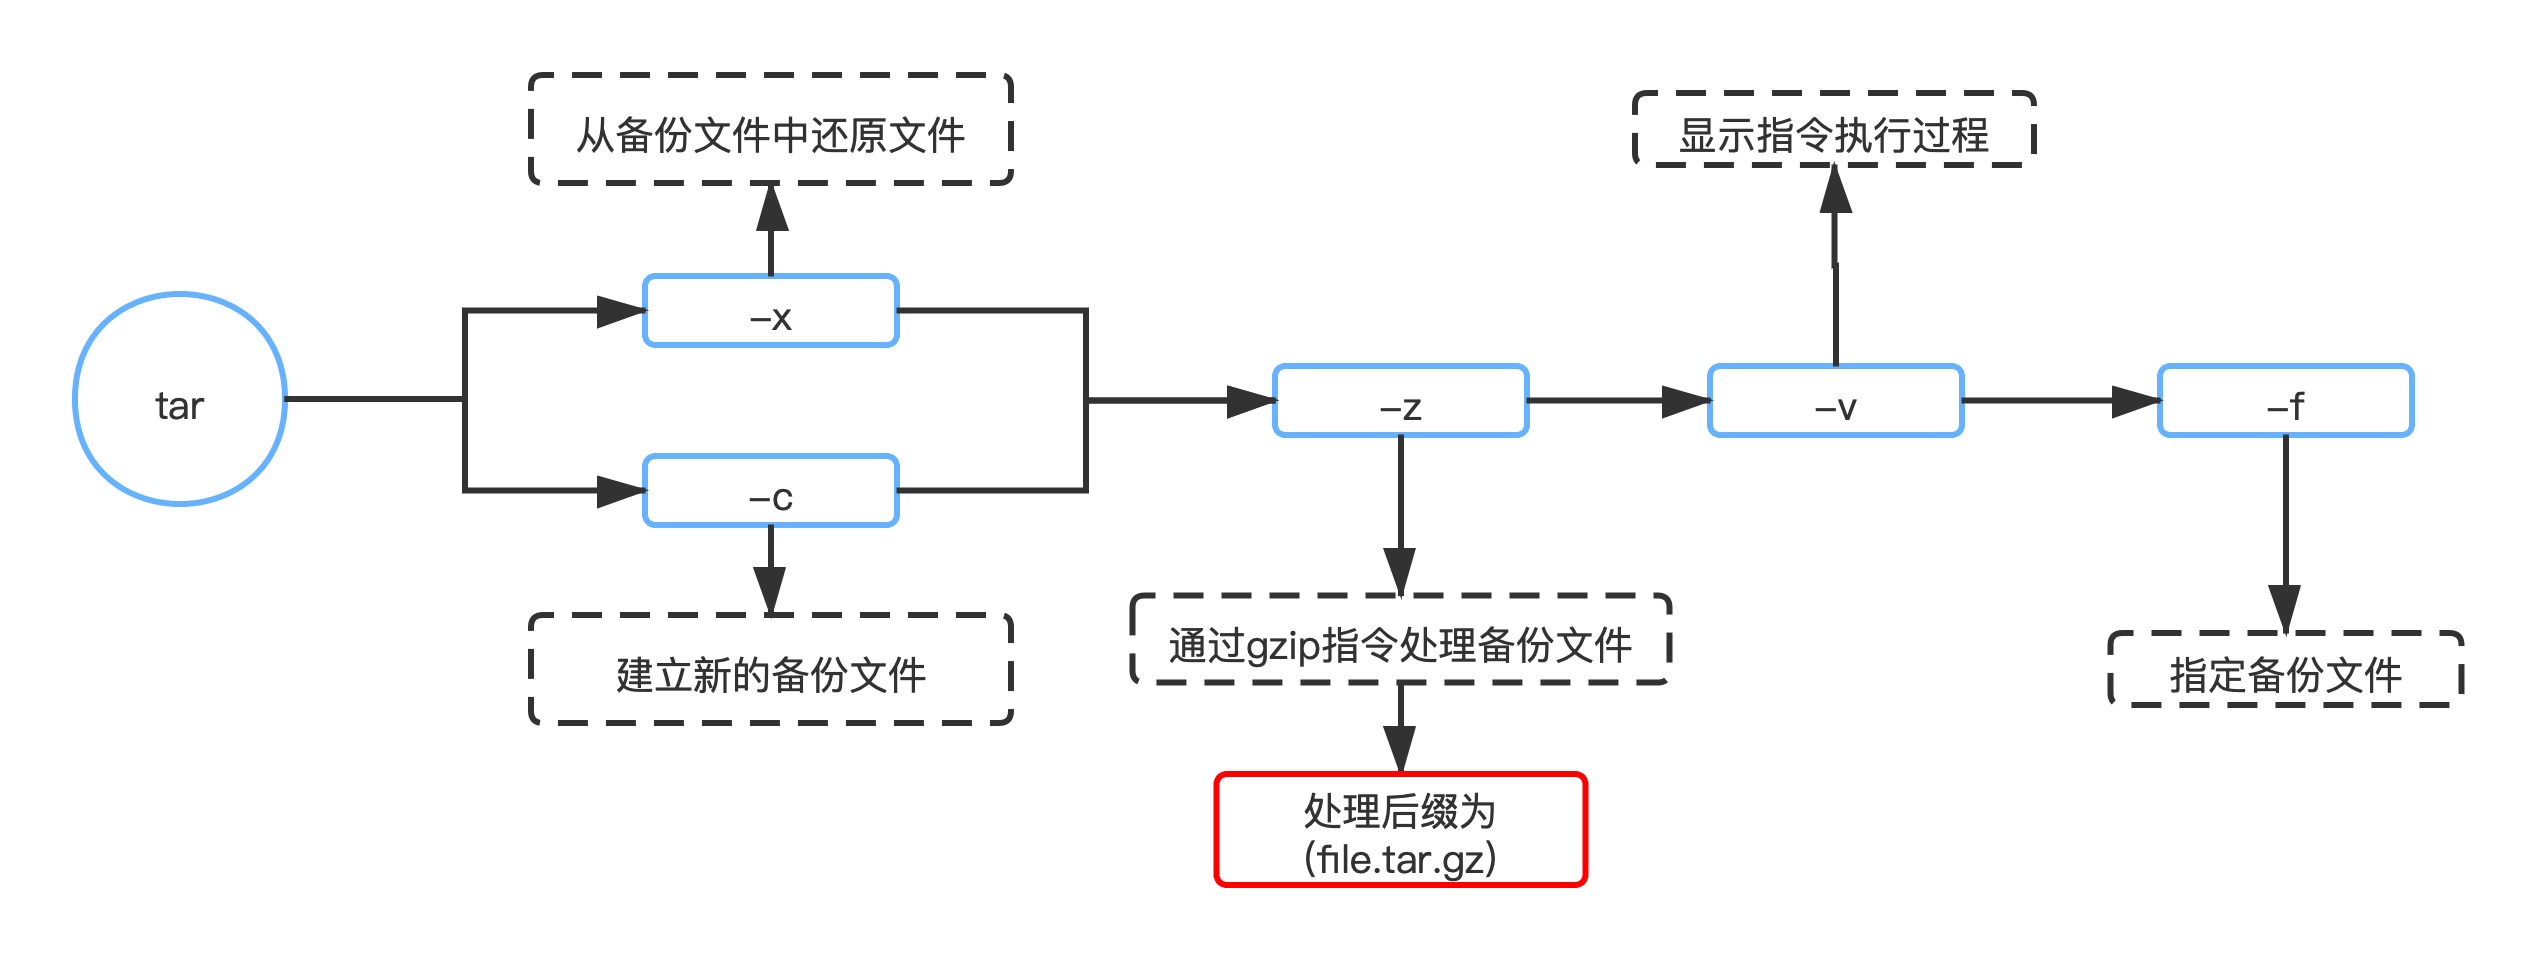 从备份文件中还原文件
显示指令执行过程
tar
–x
–c
–z
–v
–f
建立新的备份文件
通过gzip指令处理备份文件
指定备份文件
处理后缀为
(file.tar.gz)